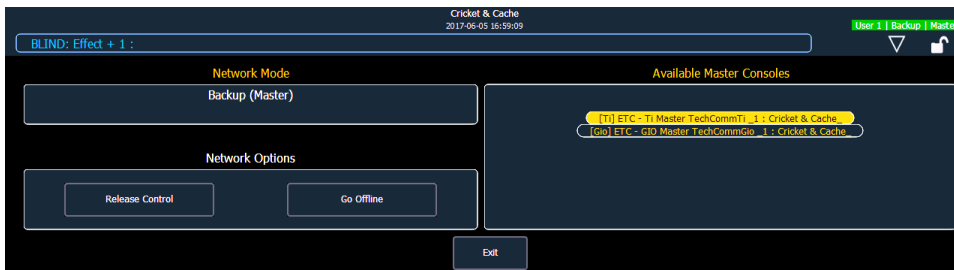 Cricket & Cache
2017-06-05 16:59:09
User 1 | Backup | Maste
BLIND: Effect + 1 :
Network Mode
Backup (Master)
Network Options
Release Control
Go Offline
Available Master Consoles
[Ti] ETC - Ti Master TechCommTi _1 : Cricket & Cache_
[Gio] ETC - GIO Master TechCommGio _1 : Cricket & Cache_
Exit